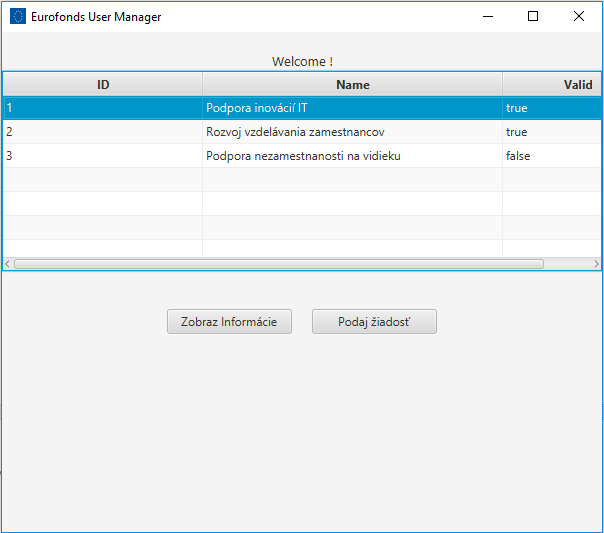 Eurofonds User Manager
Welcome !
ID Name Valid
1 Podpora inovácií IT true
2 Rozvoj vzdelávania zamestnancov true
3 Podpora nezamestnanosti na vidieku false
Zobraz Informácie Podaj žiadosť